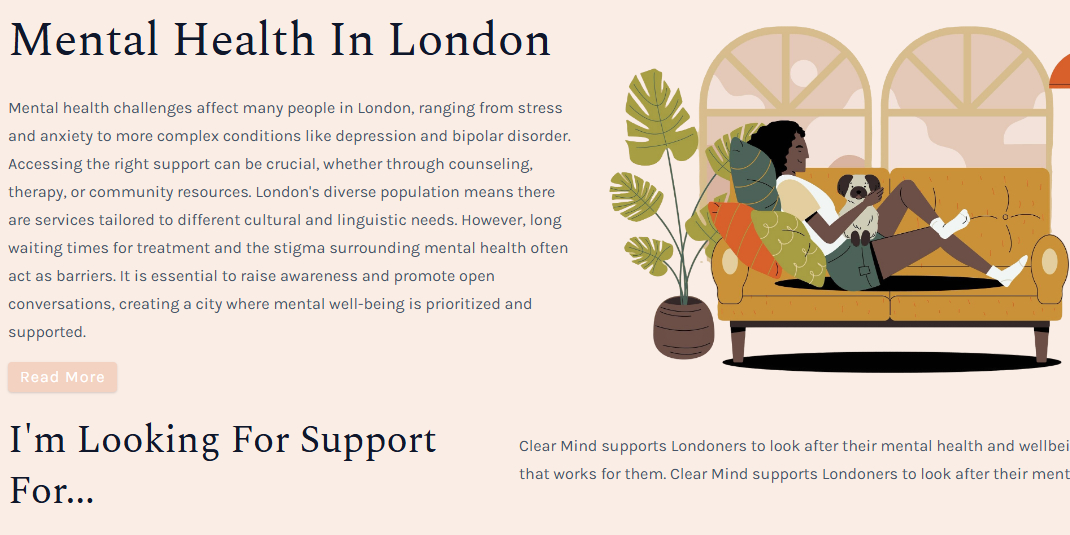 Mental Health In London
Mental health challenges affect many people in London, ranging from stress
and anxiety to more complex conditions like depression and bipolar disorder.
Accessing the right support can be crucial, whether through counseling,
therapy, or community resources. London's diverse population means there
are services tailored to different cultural and linguistic needs. However, long
waiting times for treatment and the stigma surrounding mental health often
act as barriers. It is essential to raise awareness and promote open
conversations, creating a city where mental well-being is prioritized and
supported.
Read More
I'm Looking For Support
For...
Clear Mind supports Londoners to look after their mental health and wellbei
that works for them. Clear Mind supports Londoners to look after their ment